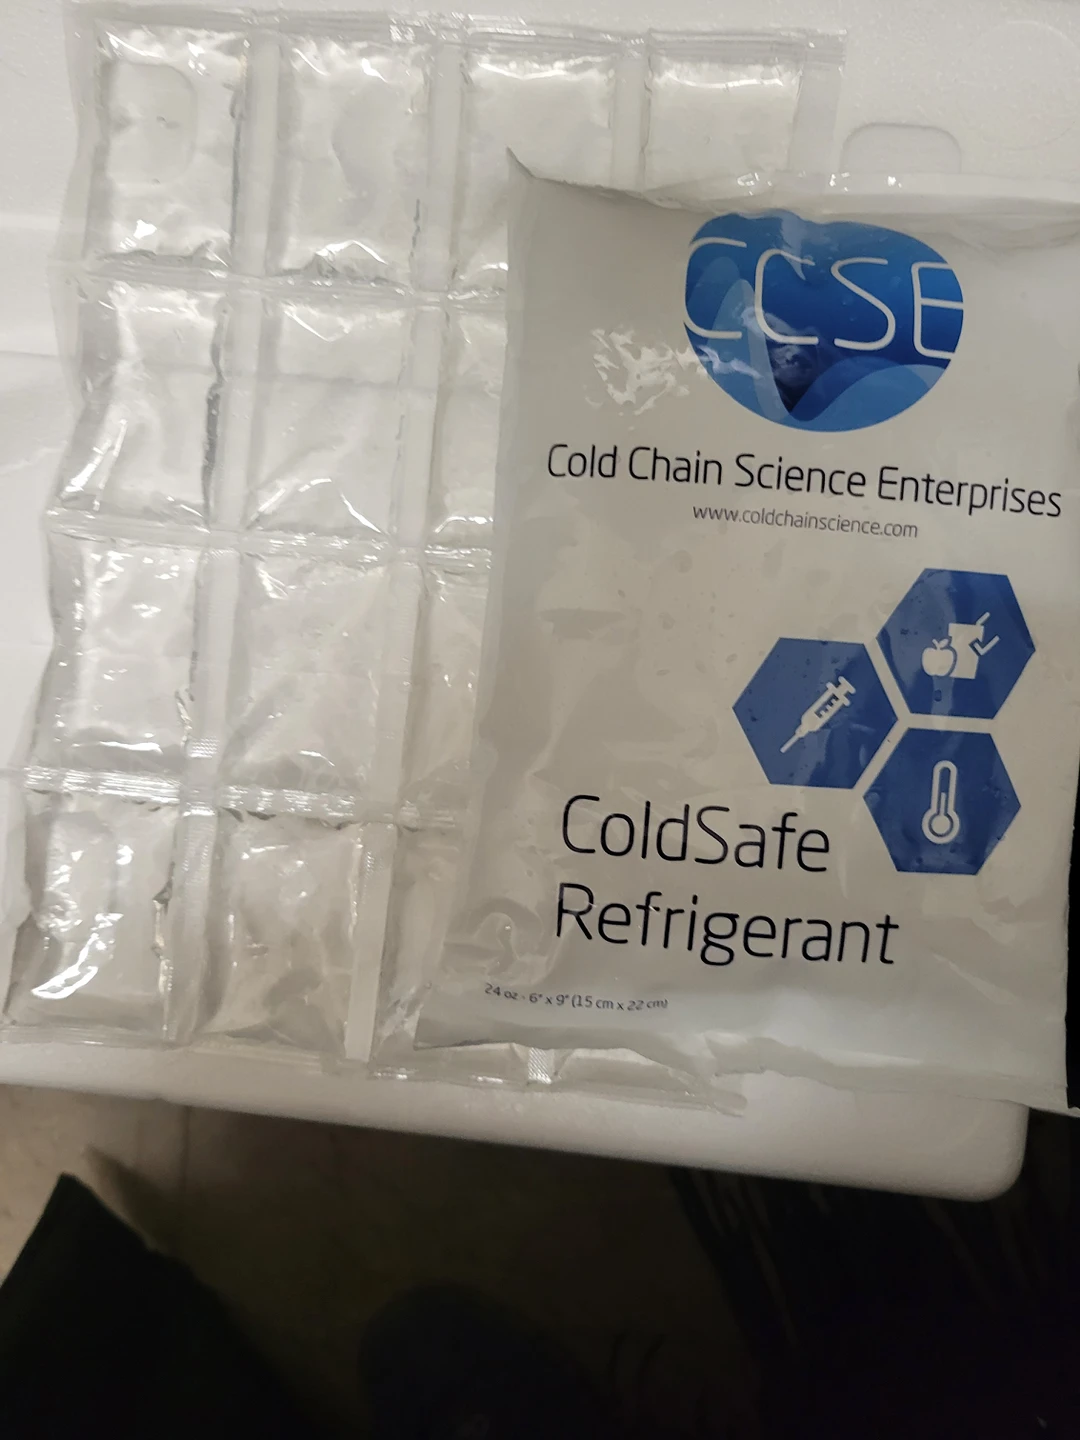 CCSE
Cold Chain Science Enterprises
www.coldchainscience.com
ColdSafe
Refrigerant
24 oz - 6" x 9" (15 cm x 22 cm)